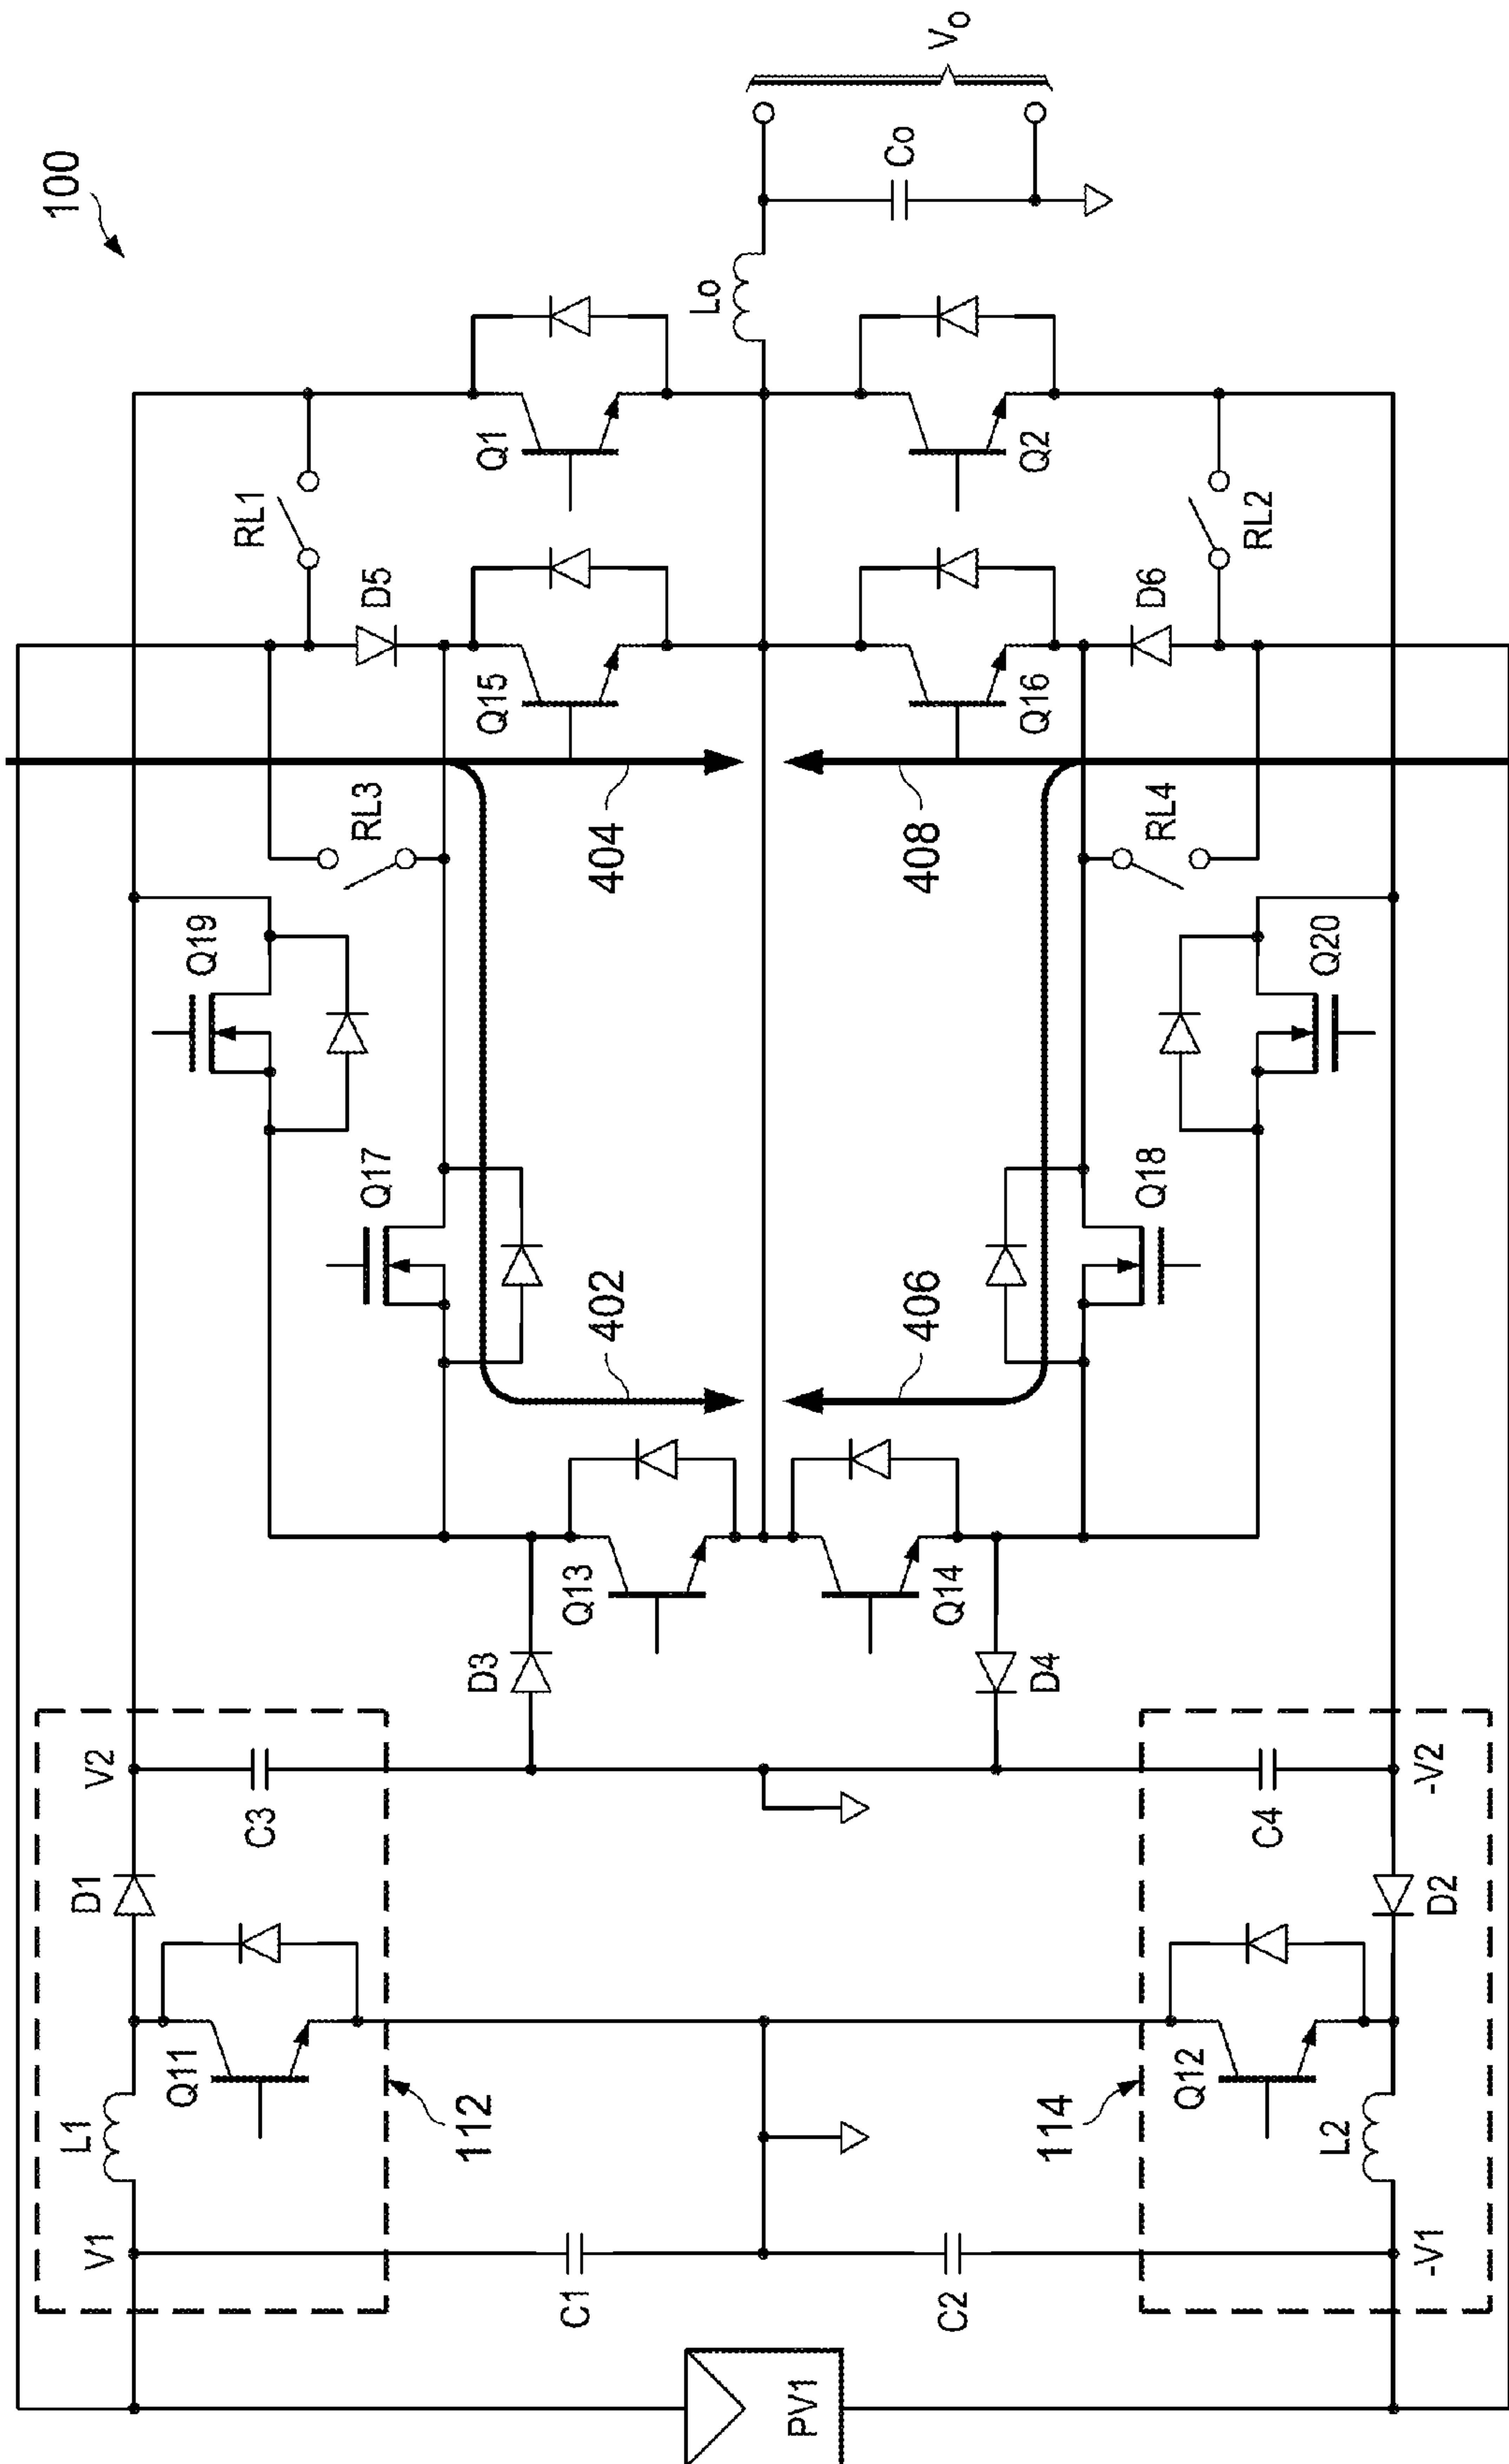 100
V1
L1
D1
V2
Q11
C3
112
Q19
RL3
RL1
Q17
D5
D3
Q13
402
404
Q15
Q1
PV1
C1
C2
Lo
Co
Vo
114
Q12
L2
-V1
D2
C4
-V2
D4
Q14
406
408
Q18
Q20
RL4
Q16
D6
RL2
Q2